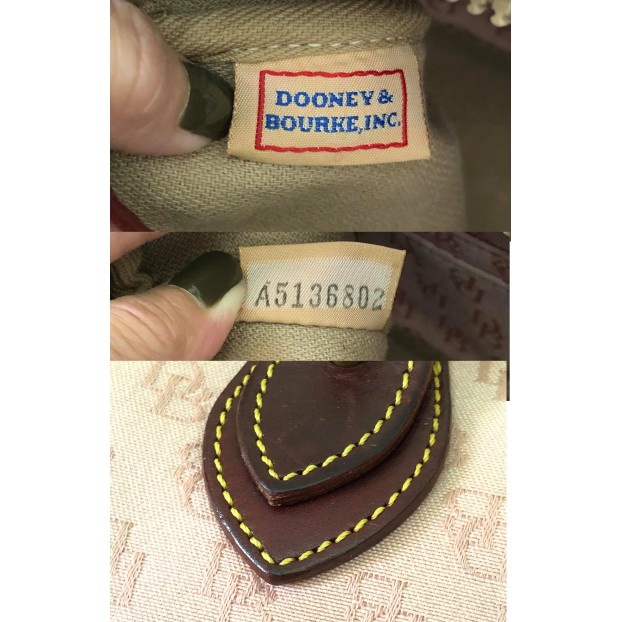 DOONEY &
BOURKE, INC.
A5136802